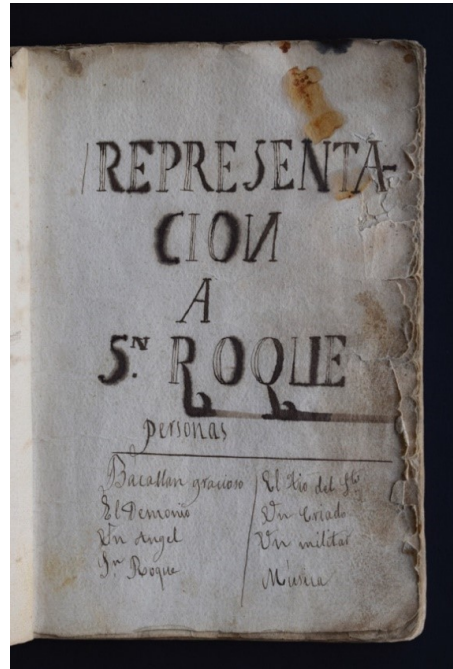 REPRESENTA-
CION
A
S.N ROQUE
personas
Bacallan gracioso
El Demonio
Un Angel
Sn Roque
El tio del Sto
Un Criado
Un militar
Musica